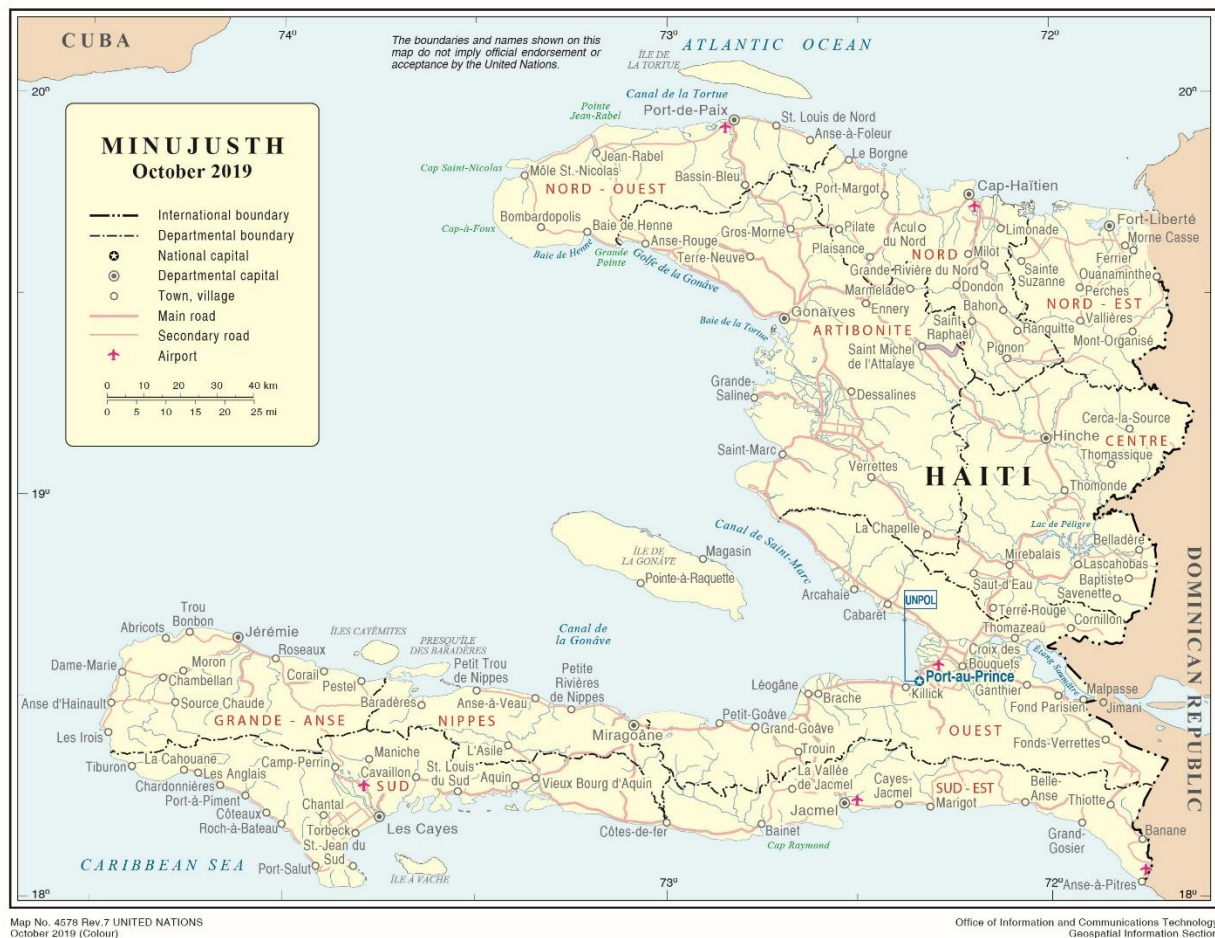 CUBA
74°
73°
72°
The boundaries and names shown on this
map do not imply official endorsement or
acceptance by the United Nations.
ATLANTIC OCEAN
ÎLE DE
LA TORTUE
20°
20°
Canal de la Tortue
Pointe
Jean-Rabel
Port-de-Paix
St. Louis de Nord
Anse-à-Foleur
Le Borgne
MINUJUSTH
October 2019
International boundary
Departmental boundary
National capital
Departmental capital
Town, village
Main road
Secondary road
Airport
0 10 20 30 40 km
0 5 10 15 20 25 mi
Jean-Rabel
Cap Saint-Nicolas
Môle St.-Nicolas
NORD - OUEST
Bassin-Bleu
Port-Margot
Cap-Haïtien
Bombardopolis
Cap-à-Foux
Baie de Henne
Baie de Henne
Grande
Pointe
Anse-Rouge
Terre-Neuve
Golfe de la Gonâve
Gros-Morne
Pilate
Plaisance
Acul
du Nord
Limonade
Fort-Liberté
Morne Casse
Ferrier
Ouanaminthe
NORD
Milot
Grande-Rivière du Nord
Sainte
Suzanne
Perches
NORD - EST
Vallières
Mont-Organisé
Marmelade
Dondon
Bahon
Ennery
Saint
Raphaël
Ranquitte
Pignon
Baie de la Tortue
Gonaïves
ARTIBONITE
Saint Michel
de l'Attalaye
Grande-
Saline
Dessalines
Cerca-la-Source
Hinche
CENTRE
Thomassique
Saint-Marc
Verrettes
HAITI
Thomonde
Canal de Saint-Marc
La Chapelle
Lac de Péligre
Belladère
Mirebalais
Lascahobas
Saut-d'Eau
Baptiste
Savenette
ÎLE DE
LA GONÂVE
Magasin
Pointe-à-Raquette
Arcahaie
Cabaret
UNPOL
Terre-Rouge
Cornillon
Thomazeau
DOMINICAN REPUBLIC
Trou
Bonbon
Abricots
Jérémie
Roseaux
ÎLES CAYÉMITES
PRESQU'ÎLE
DES BARADÈRES
Canal de
la Gonâve
Croix des
Bouquets
Étang Saumâtre
Port-au-Prince
Dame-Marie
Moron
Chambellan
Corail
Pestel
Petit Trou
de Nippes
Petite
Rivières
de Nippes
Léogâne
Brache
Killick
Ganthier
Malpasse
Fond Parisien
Jimani
Anse d'Hainault
Source Chaude
Baradères
Anse-à-Veau
GRANDE - ANSE
NIPPES
Miragoâne
Petit-Goâve
Grand-Goâve
OUEST
Fonds-Verrettes
Les Irois
Tiburon
La Cahouane
Camp-Perrin
Maniche
L'Asile
Trouin
Les Anglais
Chardonnières
Cavaillon
St. Louis
du Sud
Aquin
Vieux Bourg d'Aquin
La Vallée
de Jacmel
Cayes-
Jacmel
SUD-EST
Belle-
Anse
Port-à-Piment
SUD
Côteaux
Roch-à-Bateau
Chantal
Torbeck
Les Cayes
Jacmel
Marigot
Thiotte
St.-Jean du
Sud
Côtes-de-fer
Bainet
Cap Raymond
Grand-
Gosier
Banane
CARIBBEAN SEA
Port-Salut
ÎLE À VACHE
Anse-à-Pitres
18°
74°
73°
72°
18°
Map No. 4578 Rev.7 UNITED NATIONS
October 2019 (Colour)
Office of Information and Communications Technology
Geospatial Information Section